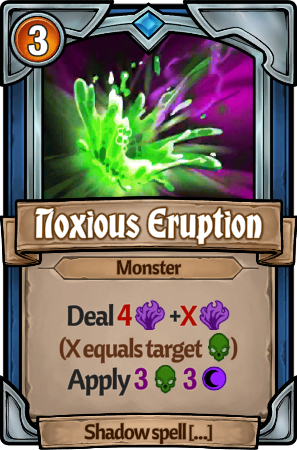 3
Noxious Eruption
Monster
Deal 4 +X
(X equals target )
Apply 3 3
Shadow spell [...]